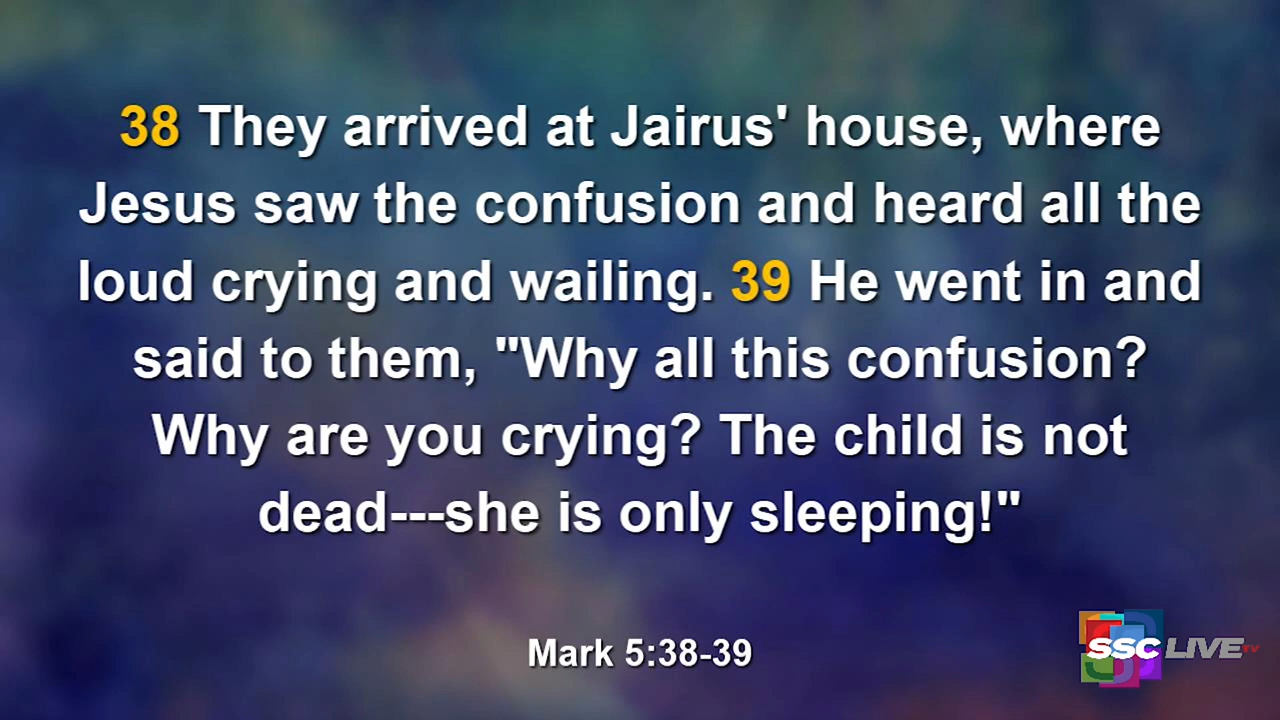 38 They arrived at Jairus' house, where
Jesus saw the confusion and heard all the
loud crying and wailing. 39 He went in and
said to them, "Why all this confusion?
Why are you crying? The child is not
dead---she is only sleeping!"
Mark 5:38-39
SSC LIVE TV